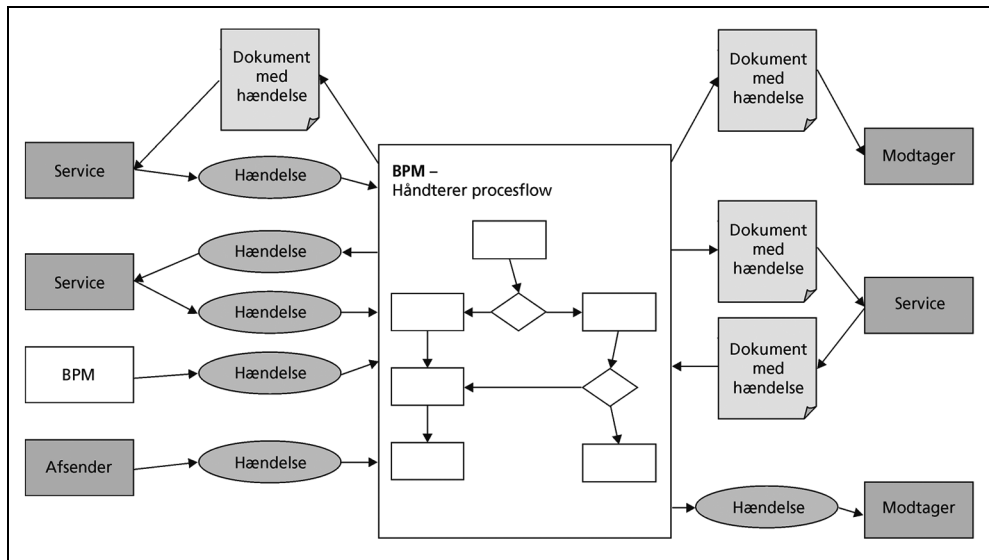 Dokument
med
hændelse
Service
Hændelse
Hændelse
Service
Hændelse
BPM
Hændelse
Afsender
Hændelse
BPM –
Håndterer procesflow
Dokument
med
hændelse
Modtager
Dokument
med
hændelse
Service
Dokument
med
hændelse
Hændelse
Modtager